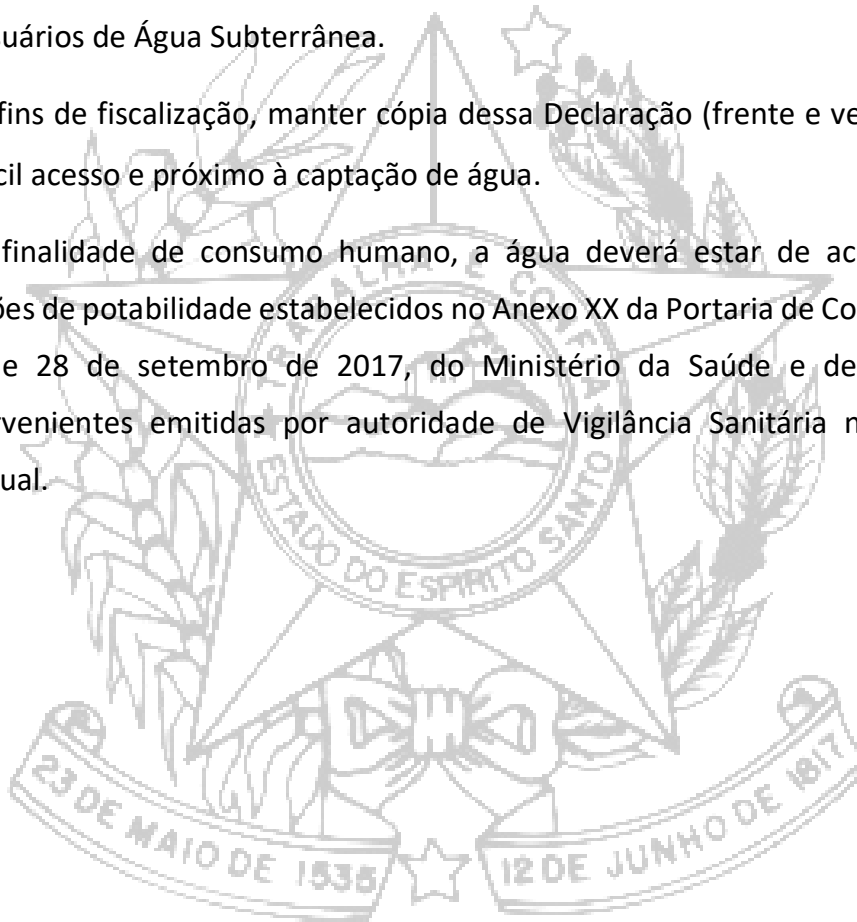 suários de Água Subterrânea.
fins de fiscalização, manter cópia dessa Declaração (frente e ve
cil acesso e próximo à captação de água.
finalidade de consumo humano, a água deverá estar de ac
ões de potabilidade estabelecidos no Anexo XX da Portaria de Co
e 28 de setembro de 2017, do Ministério da Saúde e de
rvenientes emitidas por autoridade de Vigilância Sanitária n
ual.
TRABALHA E CONFIA
ESTADO DO ESPIRITO SANTO
23 DE MAIO DE 1535
12 DE JUNHO DE 1817